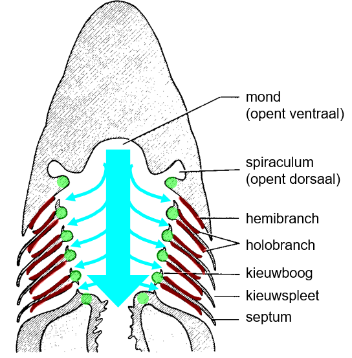 mond
(opent ventraal)
spiraculum
(opent dorsaal)
hemibranch
holobranch
kieuwboog
kieuwspleet
septum